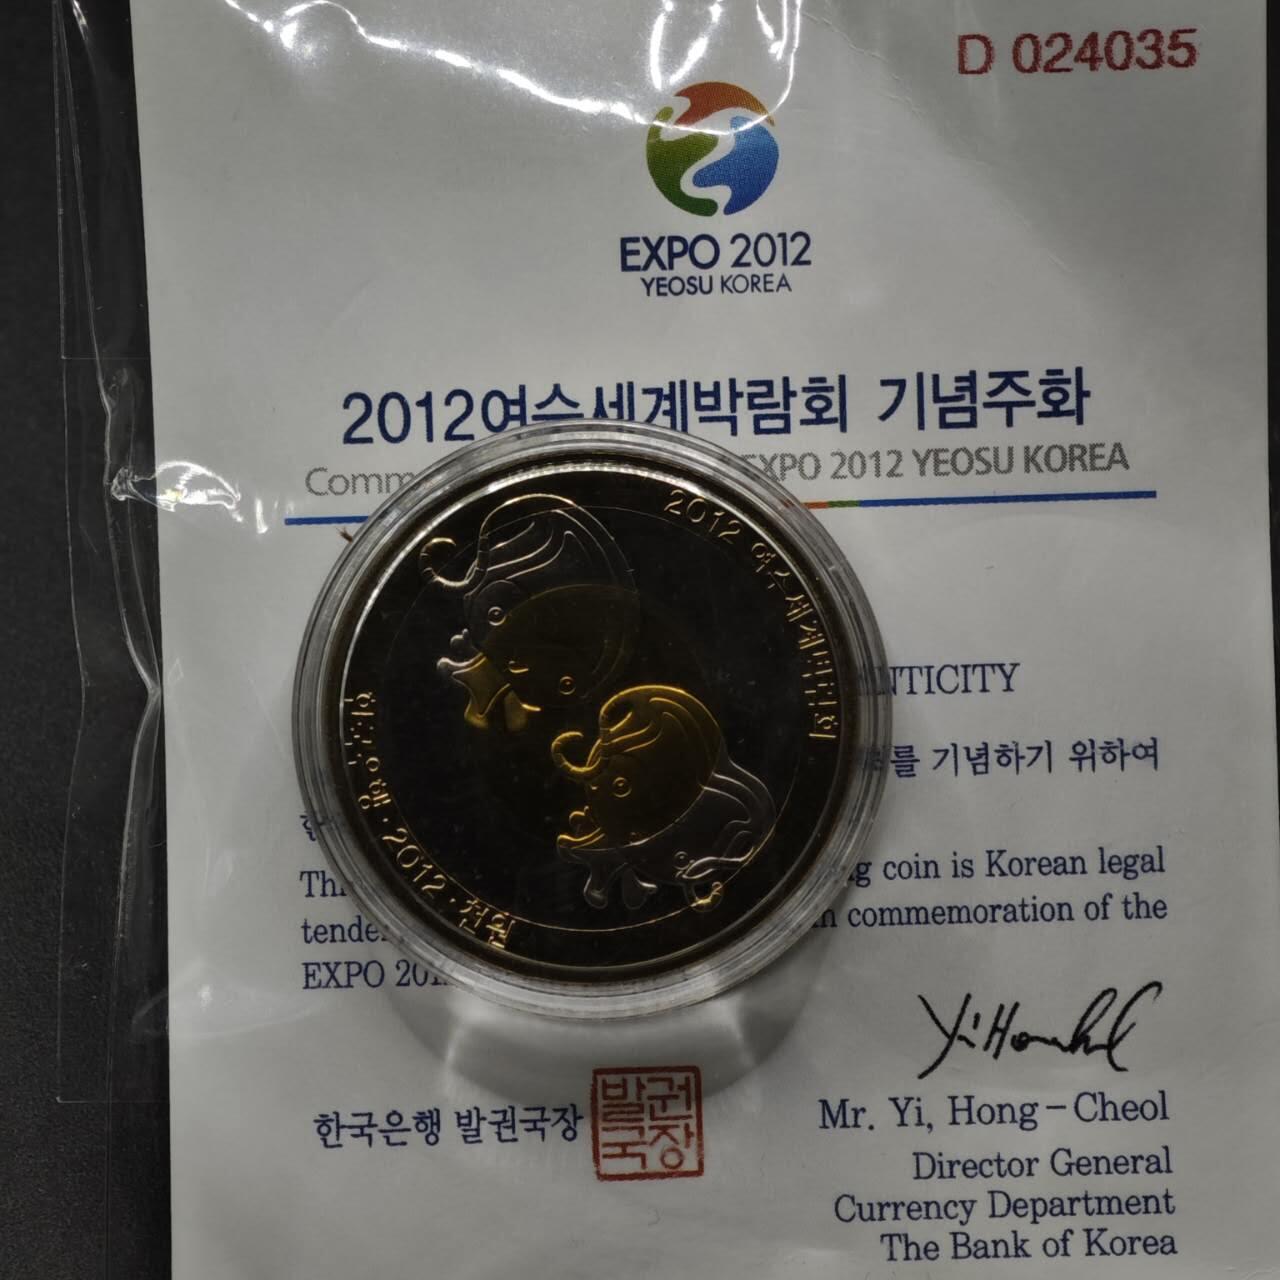 D 024035
EXPO 2012
YEOSU KOREA
2012여수세계박람회 기념주화
Comm EXPO 2012 YEOSU KOREA
NTICITY
를 기념하기 위하여
Thi g coin is Korean legal
tende n commemoration of the
EXPO 20
2012 여수세계박람회
한국은행·2012·천원
한국은행 발권국장
발권
국장
Mr. Yi, Hong-Cheol
Director General
Currency Department
The Bank of Korea